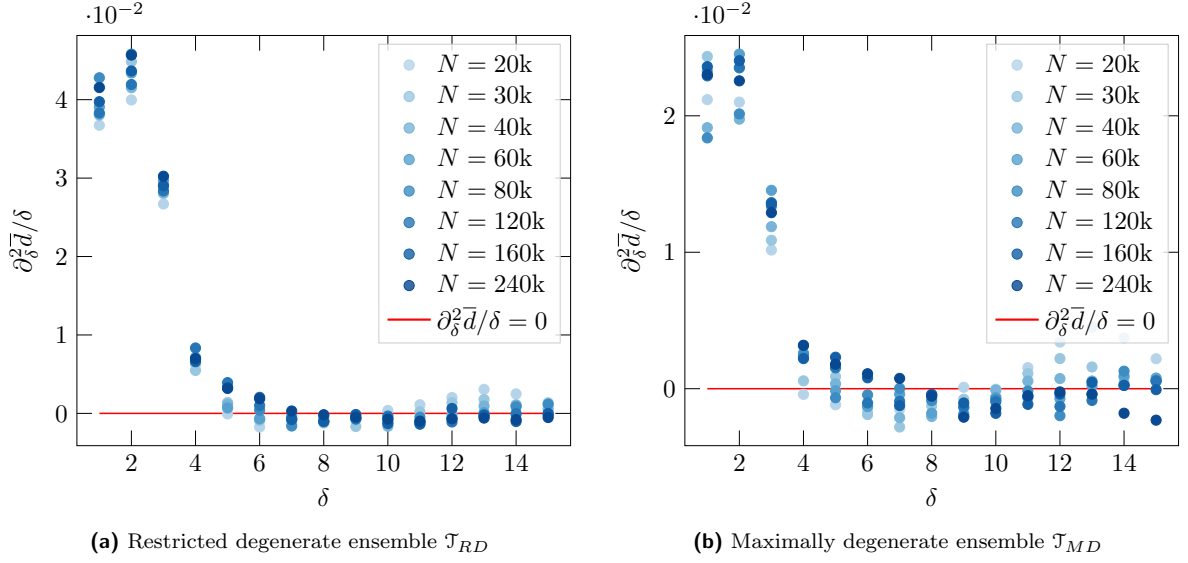 ·10⁻²
4
3
2
1
0
2 4 6 8 10 12 14
δ
∂²_δ d̅/δ
N = 20k
N = 30k
N = 40k
N = 60k
N = 80k
N = 120k
N = 160k
N = 240k
∂²_δ d̅/δ = 0
(a) Restricted degenerate ensemble 𝒯_RD
·10⁻²
2
1
0
2 4 6 8 10 12 14
δ
∂²_δ d̅/δ
N = 20k
N = 30k
N = 40k
N = 60k
N = 80k
N = 120k
N = 160k
N = 240k
∂²_δ d̅/δ = 0
(b) Maximally degenerate ensemble 𝒯_MD